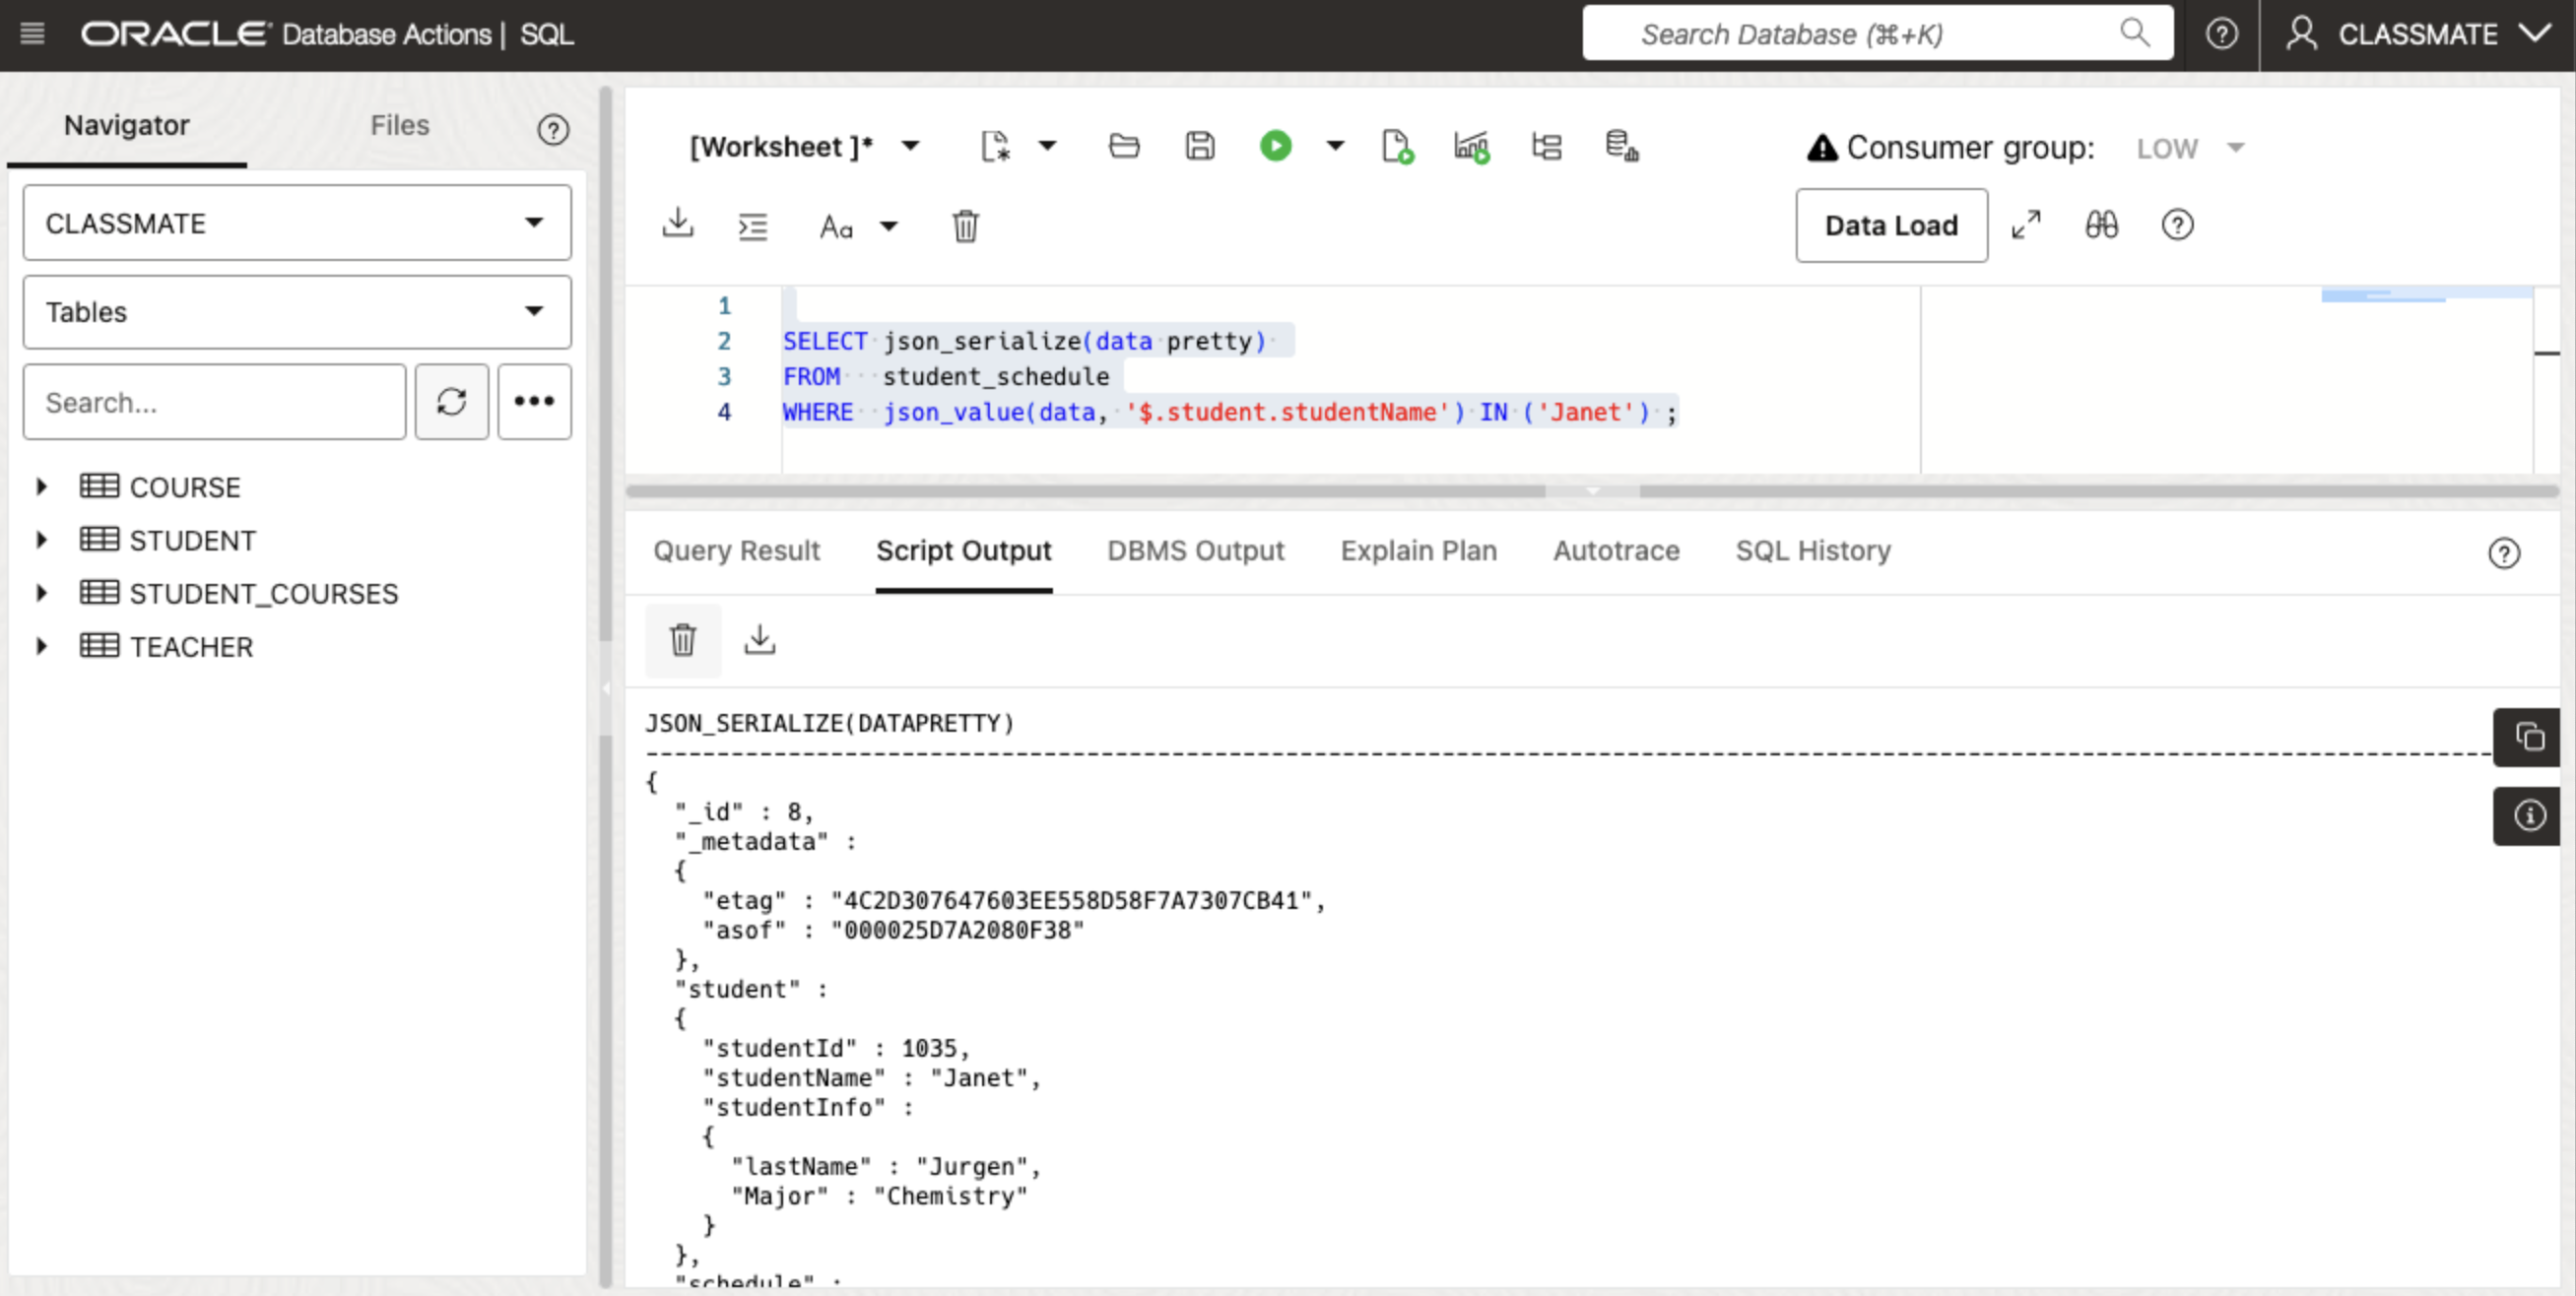 ORACLE Database Actions | SQL
Search Database (⌘+K)
CLASSMATE
Navigator
Files
CLASSMATE
Tables
Search...
COURSE
STUDENT
STUDENT_COURSES
TEACHER
[Worksheet ]*
Consumer group: LOW
Aa
Data Load
1
2 SELECT json_serialize(data pretty)
3 FROM   student_schedule
4 WHERE  json_value(data, '$.student.studentName') IN ('Janet') ;
Query Result
Script Output
DBMS Output
Explain Plan
Autotrace
SQL History
JSON_SERIALIZE(DATAPRETTY)
{
"_id" : 8,
"_metadata" :
{
"etag" : "4C2D307647603EE558D58F7A7307CB41",
"asof" : "000025D7A2080F38"
},
"student" :
{
"studentId" : 1035,
"studentName" : "Janet",
"studentInfo" :
{
"lastName" : "Jurgen",
"Major" : "Chemistry"
}
},
"schedule" :